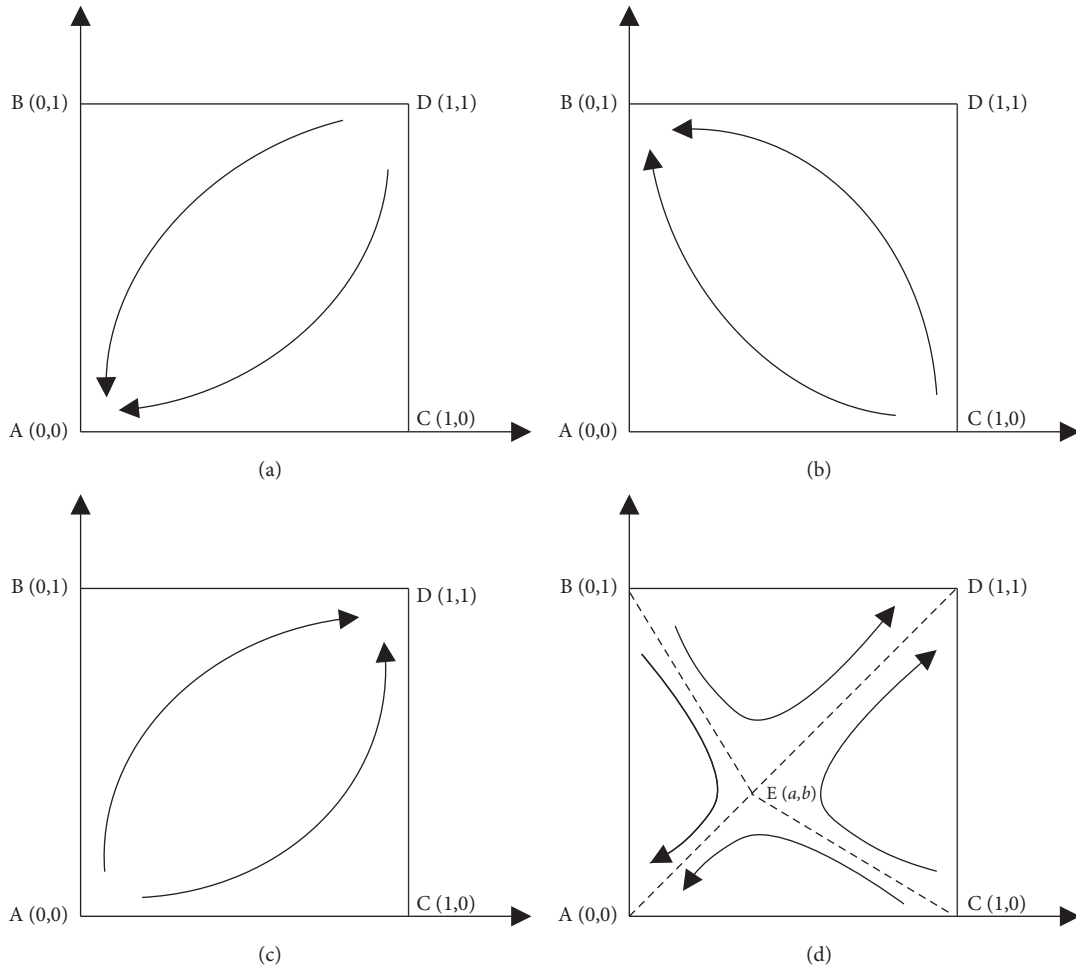 B (0,1)
D (1,1)
A (0,0)
C (1,0)
(a)
B (0,1)
D (1,1)
A (0,0)
C (1,0)
(b)
B (0,1)
D (1,1)
A (0,0)
C (1,0)
(c)
B (0,1)
D (1,1)
E (a,b)
A (0,0)
C (1,0)
(d)